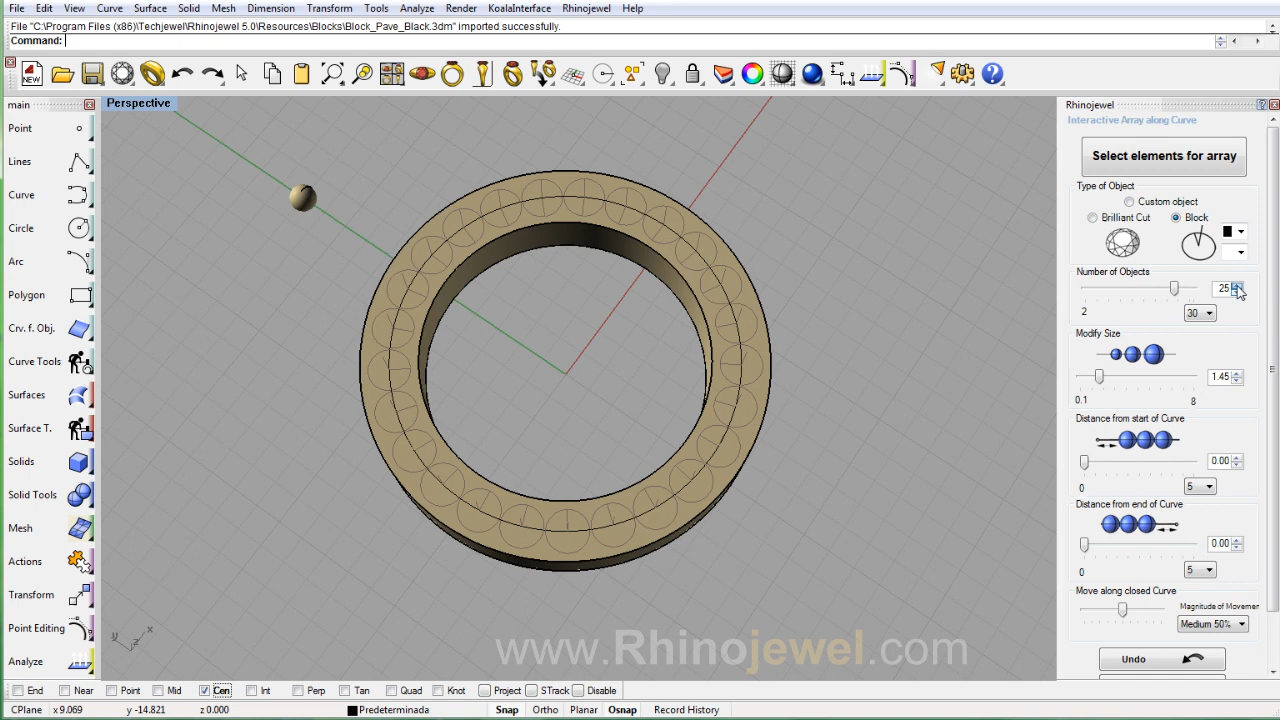 File Edit View Curve Surface Solid Mesh Dimension Transform Tools Analyze Render KoalaInterface Rhinojewel Help
File "C:\Program Files (x86)\Techjewel\Rhinojewel 5.0\Resources\Blocks\Block_Pave_Black.3dm" imported successfully.
Command:
NEW
main
Perspective
Rhinojewel
Interactive Array along Curve
Select elements for array
Type of Object
Custom object
Brilliant Cut Block
Number of Objects
25
2
30
Modify Size
1.45
0.1 8
Distance from start of Curve
0.00
0
5
Distance from end of Curve
0.00
0
5
Move along closed Curve
Magnitude of Movemer
Medium 50%
Undo
Point
Lines
Curve
Circle
Arc
Polygon
Crv. f. Obj.
Curve Tools
Surfaces
Surface T.
Solids
Solid Tools
Mesh
Actions
Transform
Point Editing
Analyze
y x z
www.Rhinojewel.com
End Near Point Mid Cen Int Perp Tan Quad Knot Project STrack Disable
CPlane x 9.069 y -14.821 z 0.000 Predeterminada Snap Ortho Planar Osnap Record History